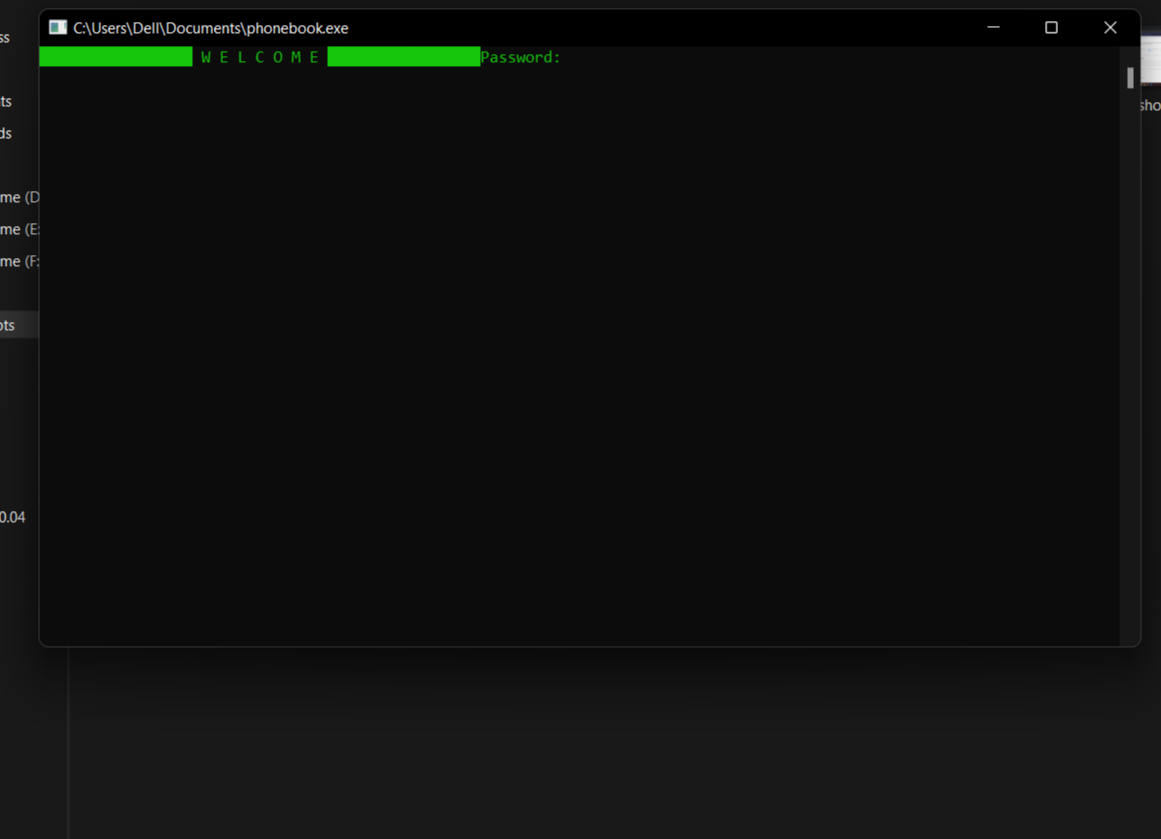 C:\Users\Dell\Documents\phonebook.exe
W E L C O M E Password:
ss
ts
ds
me (D
me (E:
me (F:
ots
0.04
sho